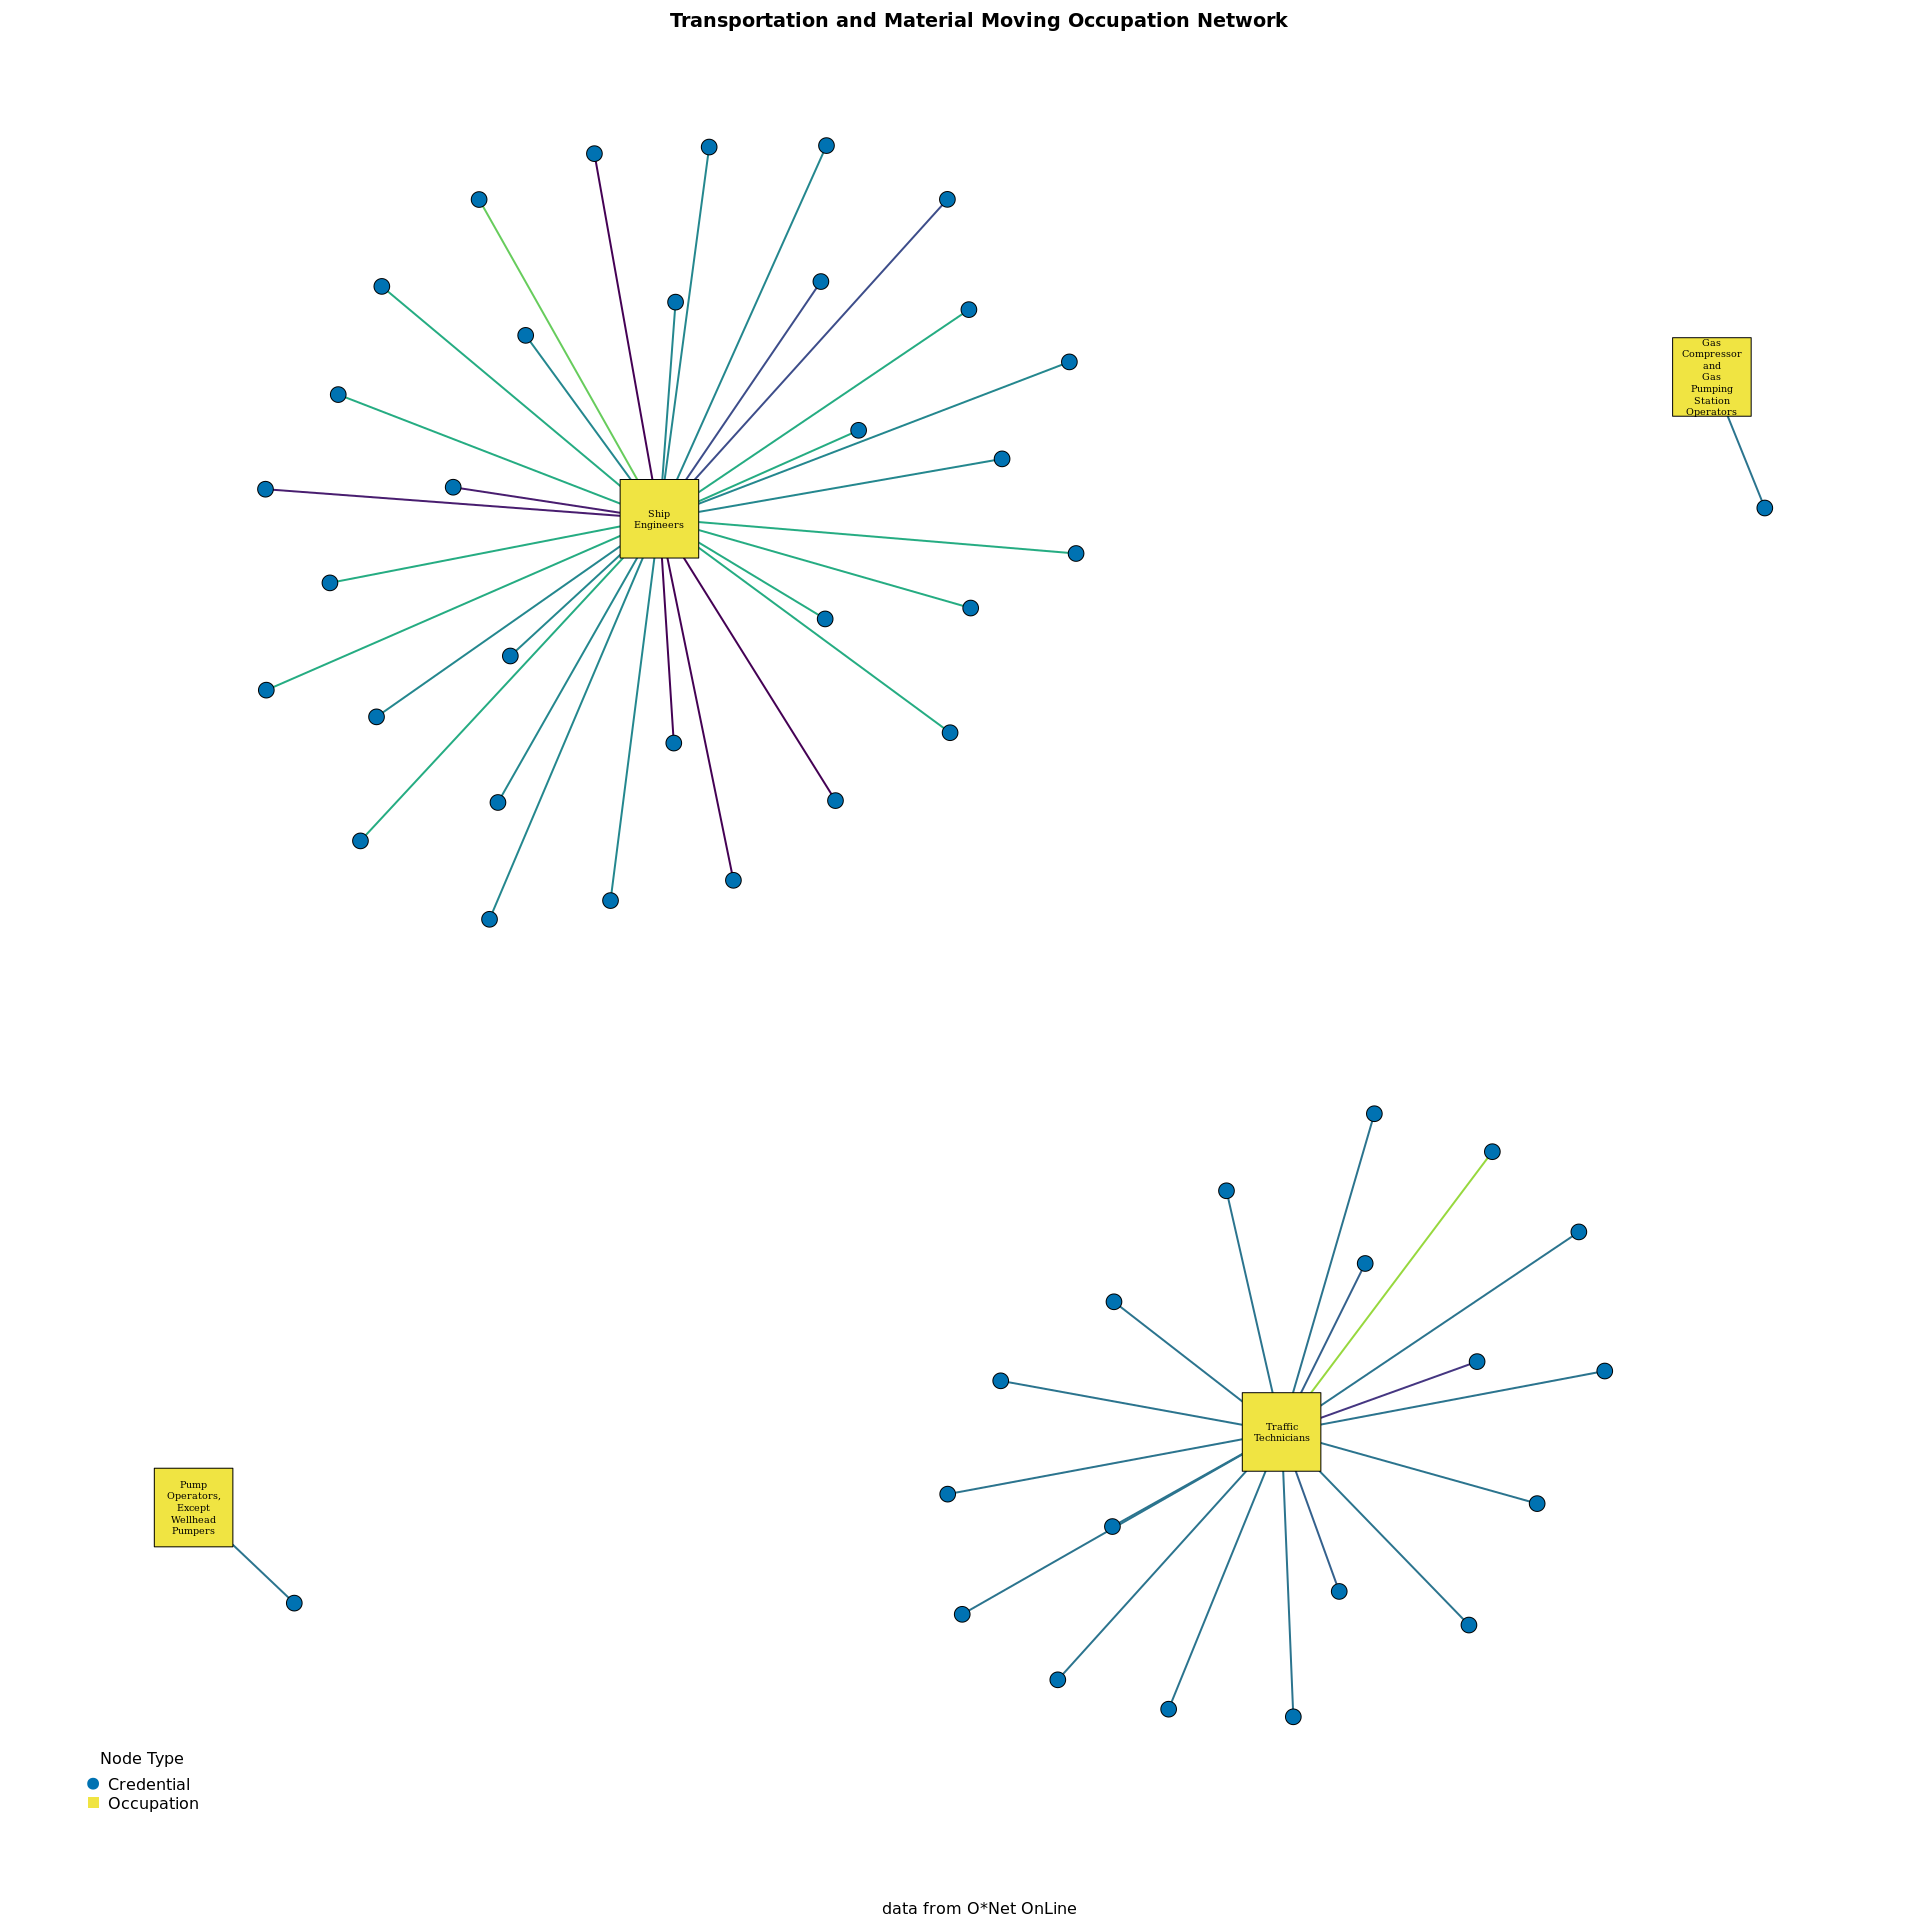 Transportation and Material Moving Occupation Network
Gas
Compressor
and
Gas
Pumping
Station
Operators
Ship
Engineers
Traffic
Technicians
Pump
Operators,
Except
Wellhead
Pumpers
Node Type
Credential
Occupation
data from O*Net OnLine